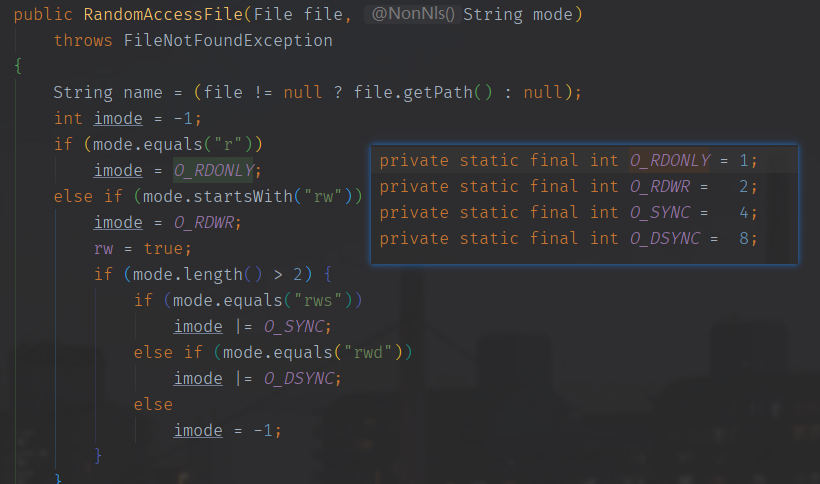 public RandomAccessFile(File file, @NonNls() String mode)
    throws FileNotFoundException
{
    String name = (file != null ? file.getPath() : null);
    int imode = -1;
    if (mode.equals("r"))
        imode = O_RDONLY;
    else if (mode.startsWith("rw"))
        imode = O_RDWR;
        rw = true;
        if (mode.length() > 2) {
            if (mode.equals("rws"))
                imode |= O_SYNC;
            else if (mode.equals("rwd"))
                imode |= O_DSYNC;
            else
                imode = -1;
        }
    }
private static final int O_RDONLY = 1;
private static final int O_RDWR =   2;
private static final int O_SYNC =   4;
private static final int O_DSYNC =  8;